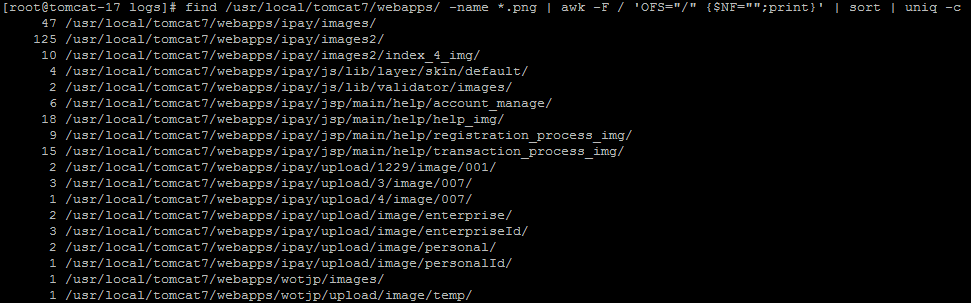 [root@tomcat-17 logs]# find /usr/local/tomcat7/webapps/ -name *.png | awk -F / 'OFS="/" {$NF="";print}' | sort | uniq -c
47 /usr/local/tomcat7/webapps/ipay/images/
125 /usr/local/tomcat7/webapps/ipay/images2/
10 /usr/local/tomcat7/webapps/ipay/images2/index_4_img/
4 /usr/local/tomcat7/webapps/ipay/js/lib/layer/skin/default/
2 /usr/local/tomcat7/webapps/ipay/js/lib/validator/images/
6 /usr/local/tomcat7/webapps/ipay/jsp/main/help/account_manage/
18 /usr/local/tomcat7/webapps/ipay/jsp/main/help/help_img/
9 /usr/local/tomcat7/webapps/ipay/jsp/main/help/registration_process_img/
15 /usr/local/tomcat7/webapps/ipay/jsp/main/help/transaction_process_img/
2 /usr/local/tomcat7/webapps/ipay/upload/1229/image/001/
3 /usr/local/tomcat7/webapps/ipay/upload/3/image/007/
1 /usr/local/tomcat7/webapps/ipay/upload/4/image/007/
2 /usr/local/tomcat7/webapps/ipay/upload/image/enterprise/
3 /usr/local/tomcat7/webapps/ipay/upload/image/enterpriseId/
2 /usr/local/tomcat7/webapps/ipay/upload/image/personal/
1 /usr/local/tomcat7/webapps/ipay/upload/image/personalId/
1 /usr/local/tomcat7/webapps/wotjp/images/
1 /usr/local/tomcat7/webapps/wotjp/upload/image/temp/